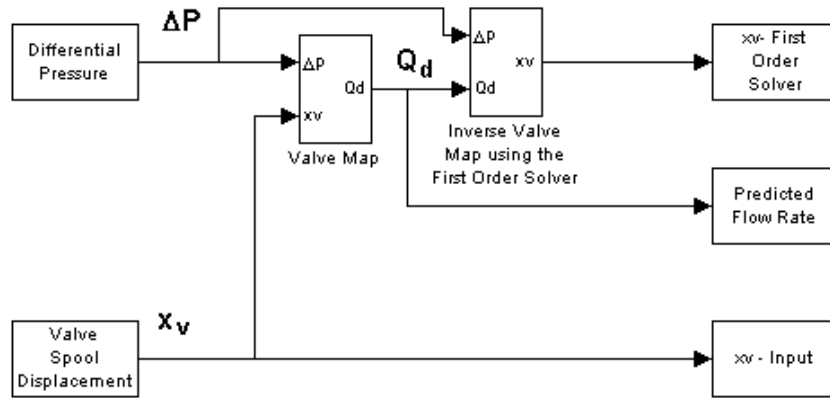 Differential
Pressure
ΔP
ΔP
xv
Qd
Valve Map
Qd
ΔP
Qd
xv
Inverse Valve
Map using the
First Order Solver
xv- First
Order
Solver
Predicted
Flow Rate
Valve
Spool
Displacement
xv
xv - Input